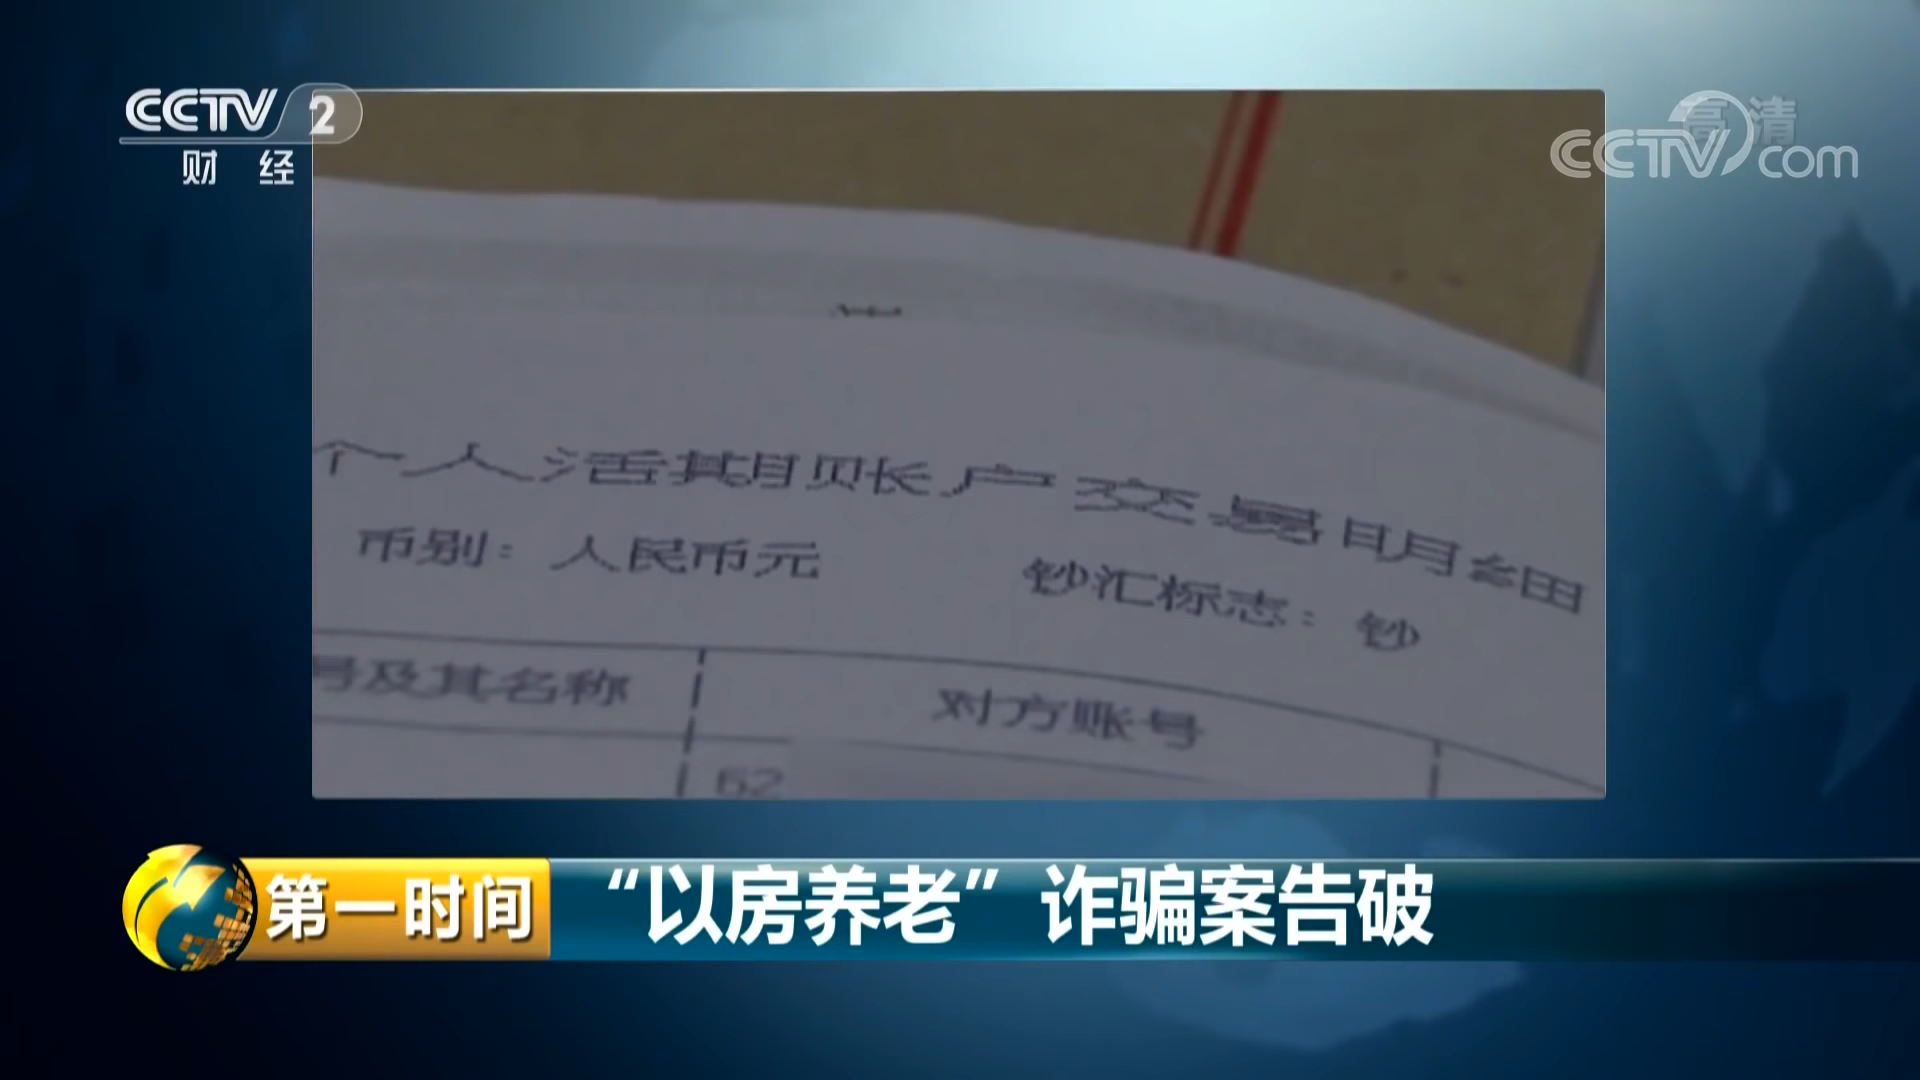 CCTV 2
财 经
高清
CCTV.com
个人活期账户交易明细
币别：人民币元
钞汇标志：钞
号及其名称
对方账号
62
第一时间
“以房养老”诈骗案告破